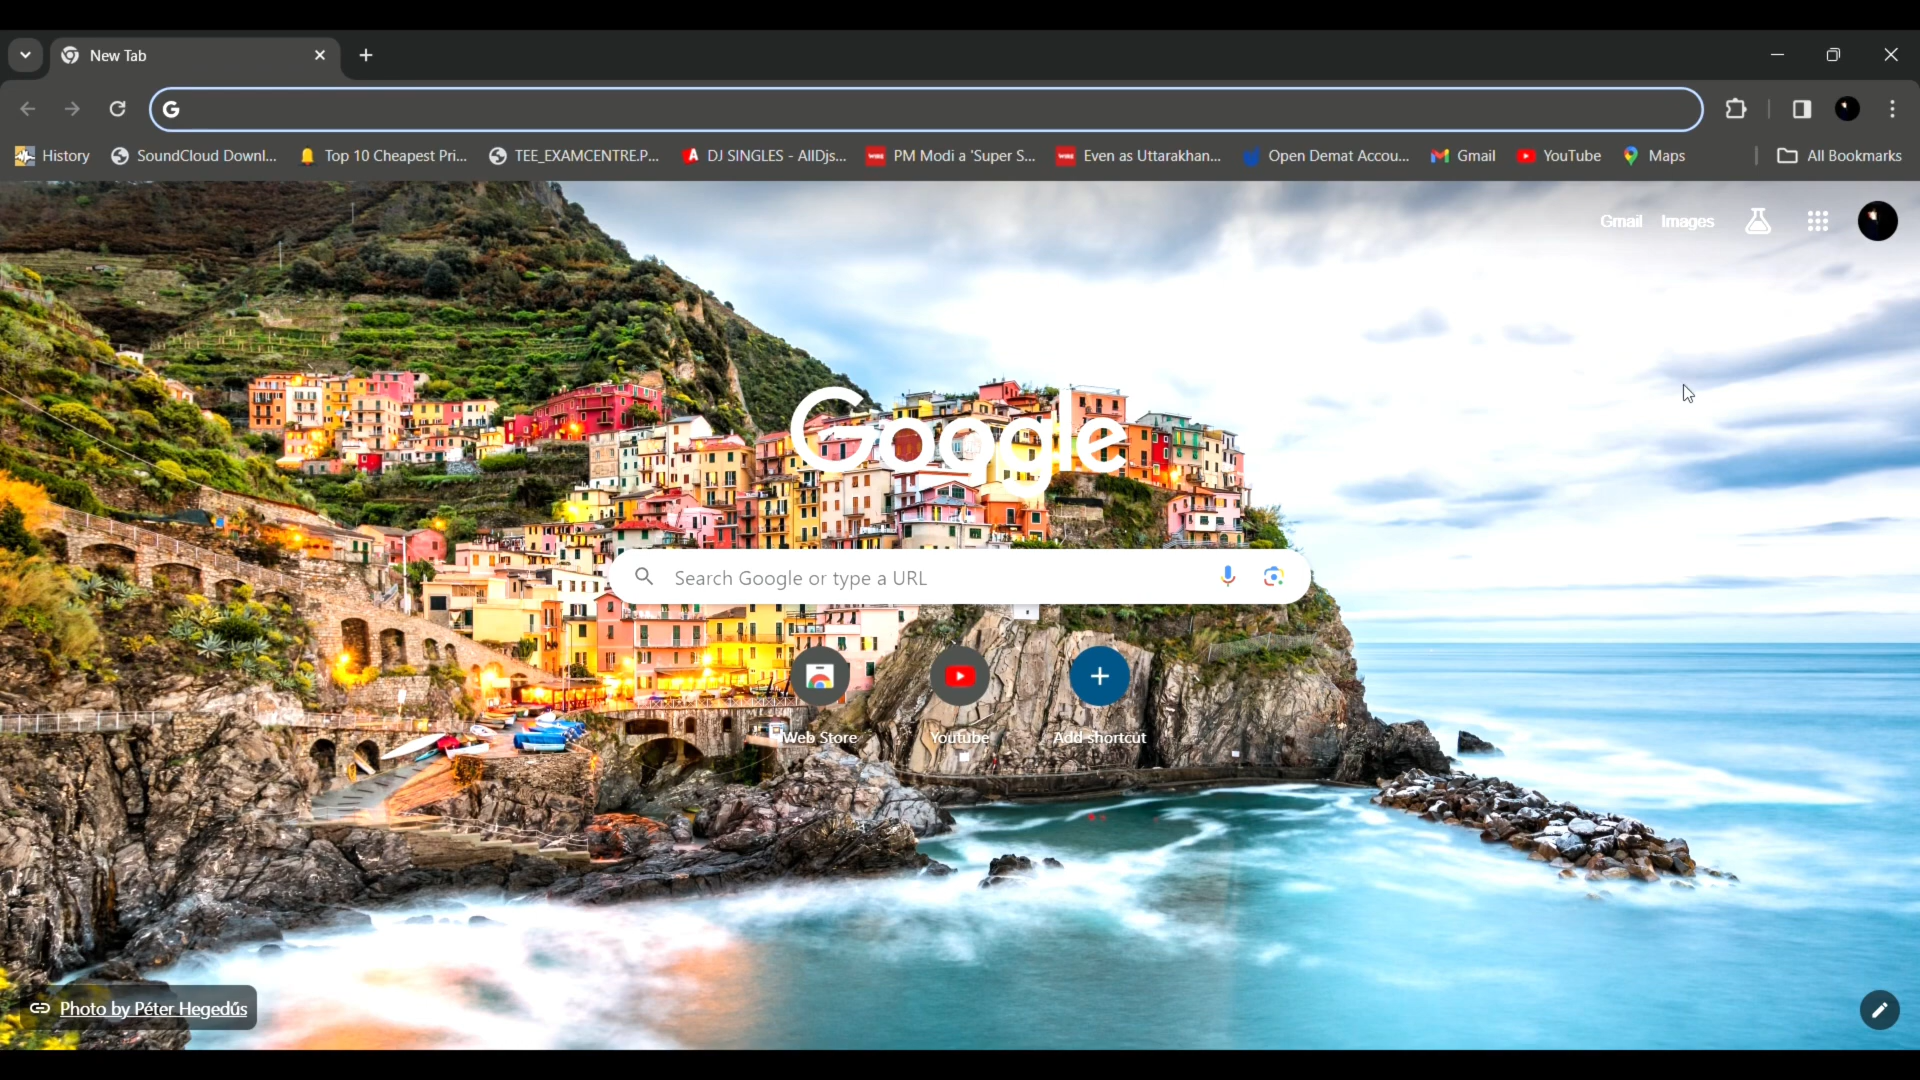 New Tab
History SoundCloud Downl... Top 10 Cheapest Pri... TEE_EXAMCENTRE.P... DJ SINGLES - AllDjs... PM Modi a 'Super S... Even as Uttarakhan... Open Demat Accou... Gmail YouTube Maps All Bookmarks
Gmail Images
Google
Search Google or type a URL
Web Store Youtube Add shortcut
Photo by Péter Hegedűs